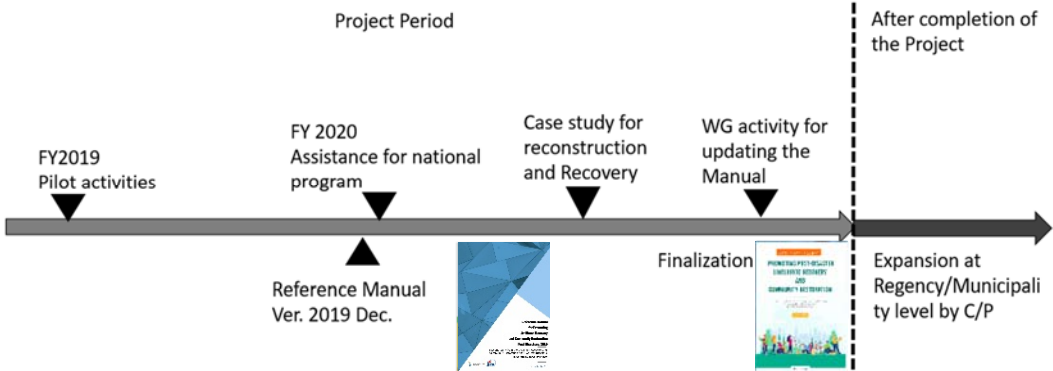 Project Period
After completion of
the Project
FY2019
Pilot activities
FY 2020
Assistance for national
program
Case study for
reconstruction
and Recovery
WG activity for
updating the
Manual
Reference Manual
Ver. 2019 Dec.
Finalization
PROMOTING POST-DISASTER
LIVELIHOOD RECOVERY
AND
COMMUNITY RESTORATION
Expansion at
Regency/Municipali
ty level by C/P